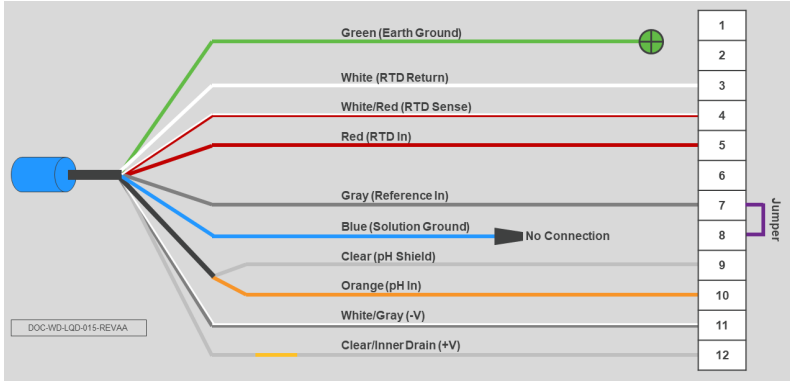 Green (Earth Ground)
1
2
White (RTD Return)
3
White/Red (RTD Sense)
4
Red (RTD In)
5
6
Gray (Reference In)
7
Blue (Solution Ground)
No Connection
8
Jumper
Clear (pH Shield)
9
Orange (pH In)
10
White/Gray (-V)
11
DOC-WD-LQD-015-REVAA
Clear/Inner Drain (+V)
12